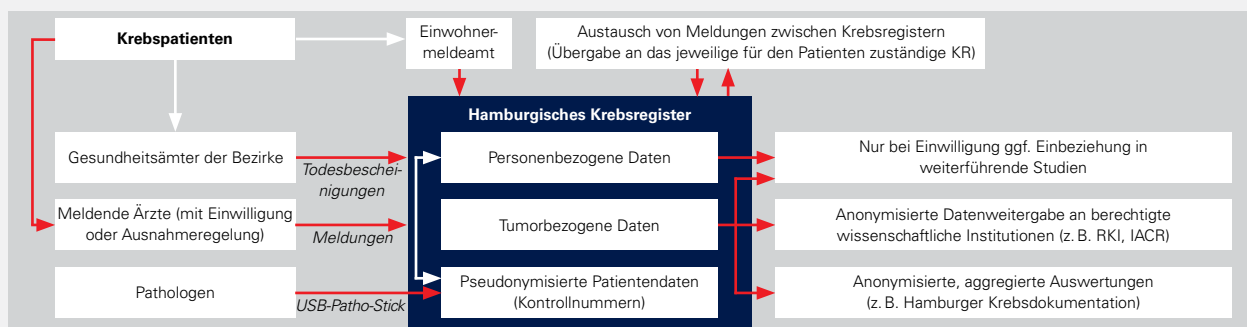 Krebspatienten
Einwohner-
meldeamt
Austausch von Meldungen zwischen Krebsregistern
(Übergabe an das jeweilige für den Patienten zuständige KR)
Hamburgisches Krebsregister
Gesundheitsämter der Bezirke
Todesbeschei-
nigungen
Personenbezogene Daten
Nur bei Einwilligung ggf. Einbeziehung in
weiterführende Studien
Meldende Ärzte (mit Einwilligung
oder Ausnahmeregelung)
Meldungen
Tumorbezogene Daten
Anonymisierte Datenweitergabe an berechtigte
wissenschaftliche Institutionen (z. B. RKI, IACR)
Pathologen
USB-Patho-Stick
Pseudonymisierte Patientendaten
(Kontrollnummern)
Anonymisierte, aggregierte Auswertungen
(z. B. Hamburger Krebsdokumentation)